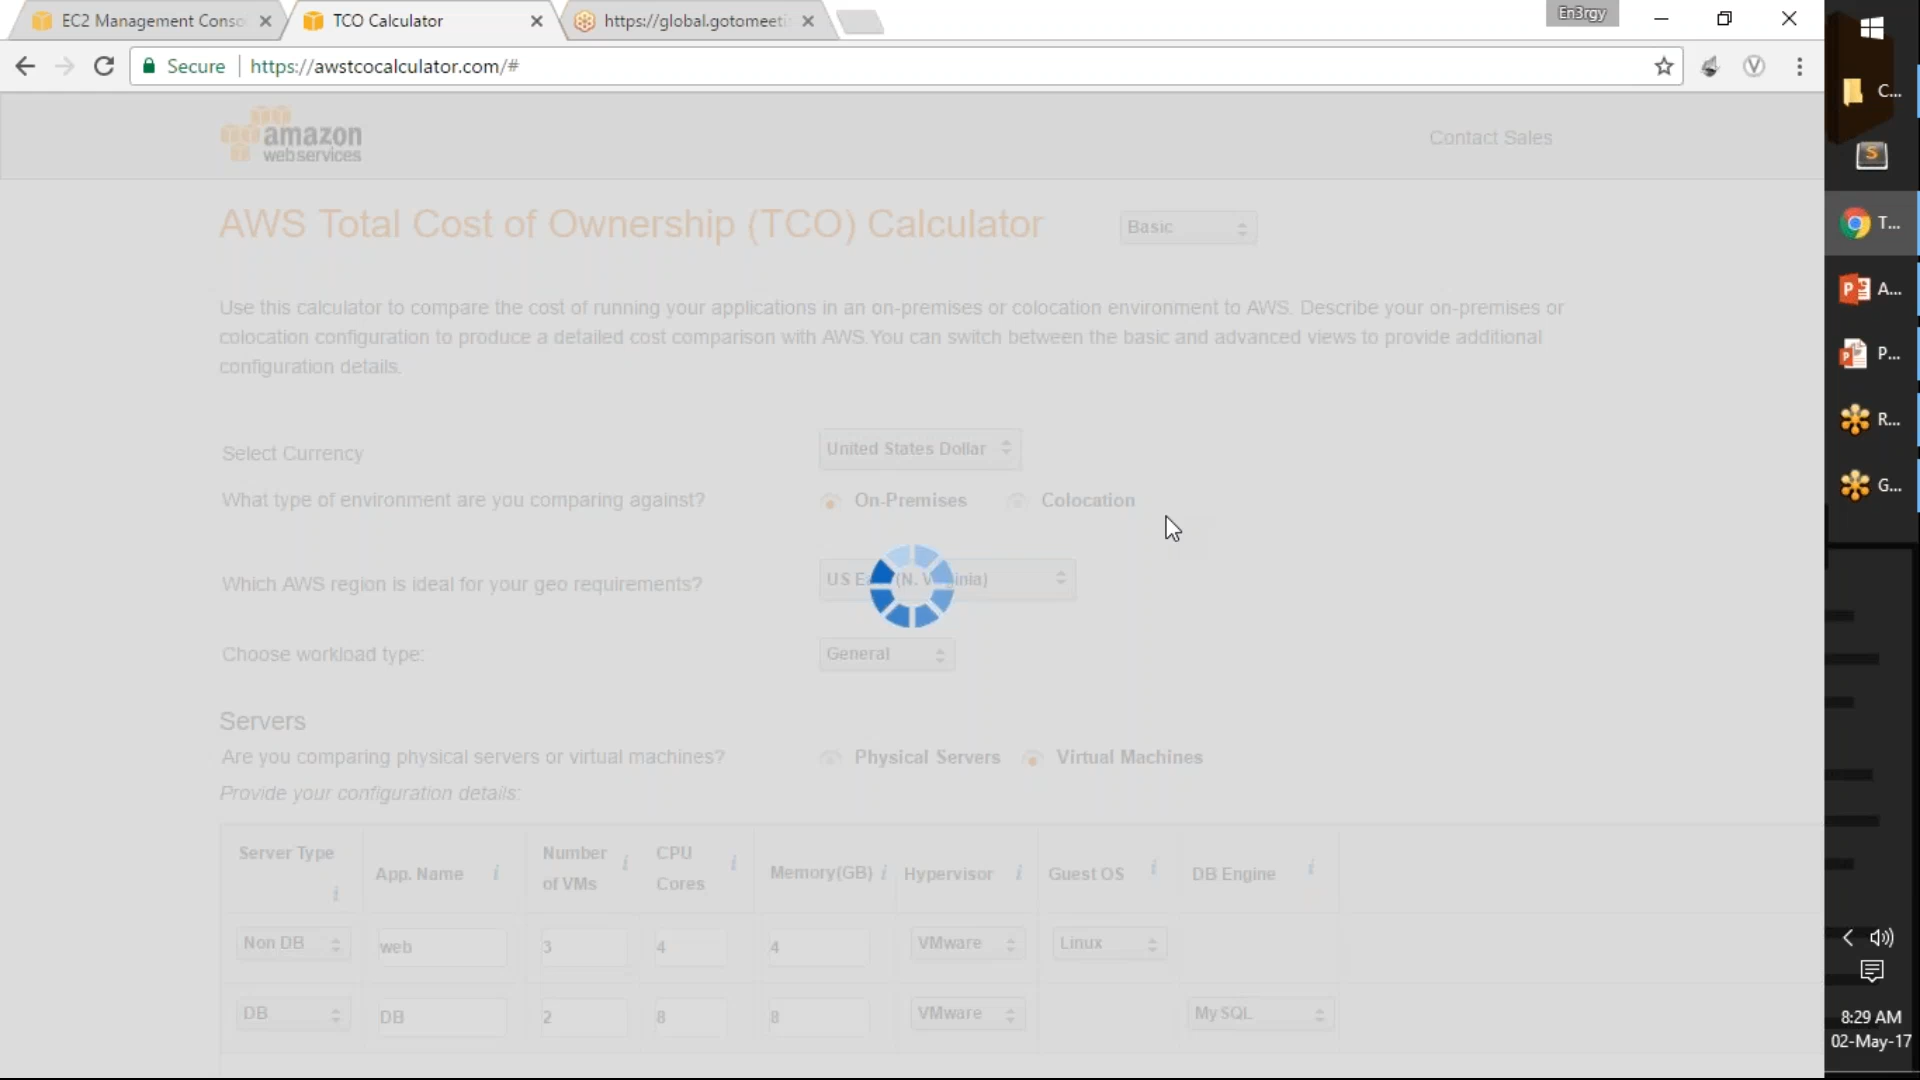 EC2 Management Conso
TCO Calculator
https://global.gotomeeti
En3rgy
Secure
https://awstcocalculator.com/#
amazon
webservices
Contact Sales
AWS Total Cost of Ownership (TCO) Calculator
Basic
Use this calculator to compare the cost of running your applications in an on-premises or colocation environment to AWS. Describe your on-premises or
colocation configuration to produce a detailed cost comparison with AWS.You can switch between the basic and advanced views to provide additional
configuration details.
Select Currency
United States Dollar
What type of environment are you comparing against?
On-Premises
Colocation
Which AWS region is ideal for your geo requirements?
US East (N. Virginia)
Choose workload type:
General
Servers
Are you comparing physical servers or virtual machines?
Physical Servers
Virtual Machines
Provide your configuration details:
Server Type i
App. Name i
Number of VMs i
CPU Cores i
Memory(GB) i
Hypervisor i
Guest OS i
DB Engine i
Non DB web 3 4 4 VMware Linux
DB DB 2 8 8 VMware My SQL
C...
S
T...
A...
P...
R...
G...
8:29 AM
02-May-17